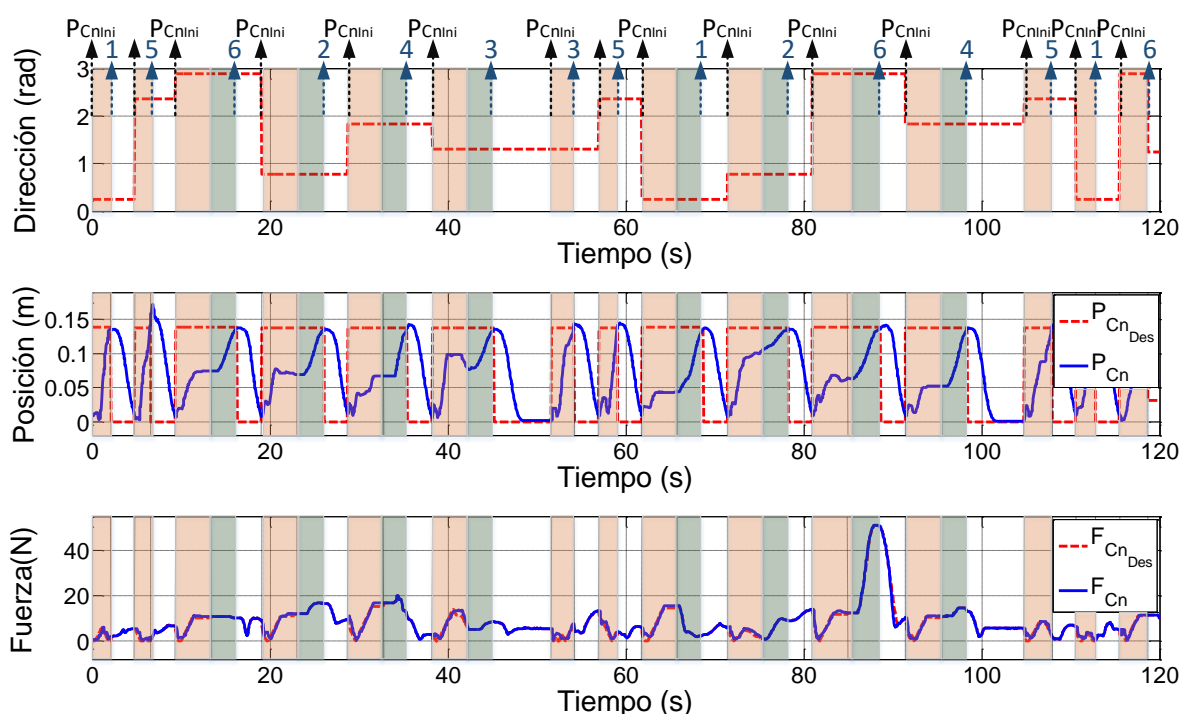 PCnIni PCnIni PCnIni PCnIni PCnIni PCnIni PCnIni PCnIni PCnIni PCnIni PCnIni
1 5 6 2 4 3 3 5 1 2 6 4 5 1 6
Dirección (rad)
3
2
1
0
0 20 40 60 80 100 120
Tiempo (s)
Posición (m)
0.15
0.1
0.05
0
PCnDes
PCn
0 20 40 60 80 100 120
Tiempo (s)
Fuerza(N)
40
20
0
FCnDes
FCn
0 20 40 60 80 100 120
Tiempo (s)